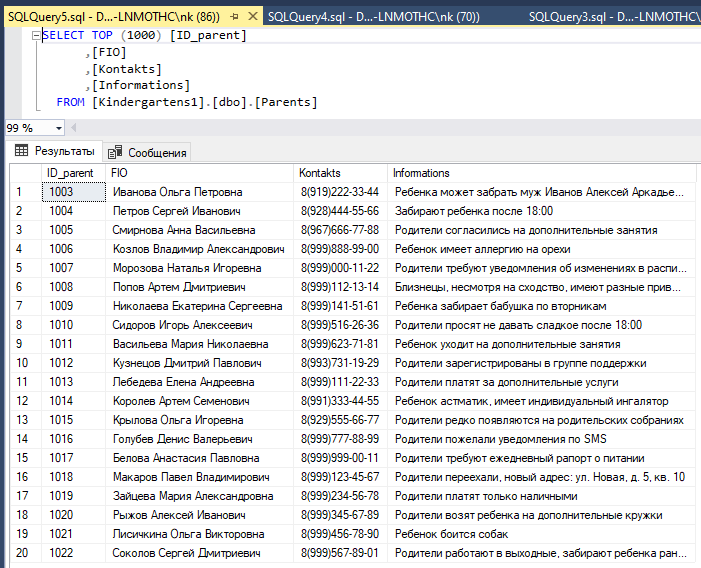 SQLQuery5.sql - D...-LNMOTHC\nk (86)) SQLQuery4.sql - D...-LNMOTHC\nk (70)) SQLQuery3.sql - D...-LNMOTHC\
SELECT TOP (1000) [ID_parent]
,[FIO]
,[Kontakts]
,[Informations]
FROM [Kindergartens1].[dbo].[Parents]
99 %
Результаты Сообщения
ID_parent FIO Kontakts Informations
1 1003 Иванова Ольга Петровна 8(919)222-33-44 Ребенка может забрать муж Иванов Алексей Аркадье...
2 1004 Петров Сергей Иванович 8(928)444-55-66 Забирают ребенка после 18:00
3 1005 Смирнова Анна Васильевна 8(967)666-77-88 Родители согласились на дополнительные занятия
4 1006 Козлов Владимир Александрович 8(999)888-99-00 Ребенок имеет аллергию на орехи
5 1007 Морозова Наталья Игоревна 8(999)000-11-22 Родители требуют уведомления об изменениях в распи...
6 1008 Попов Артем Дмитриевич 8(999)112-13-14 Близнецы, несмотря на сходство, имеют разные прив...
7 1009 Николаева Екатерина Сергеевна 8(999)141-51-61 Ребенка забирает бабушка по вторникам
8 1010 Сидоров Игорь Алексеевич 8(999)516-26-36 Родители просят не давать сладкое после 18:00
9 1011 Васильева Мария Николаевна 8(999)623-71-81 Ребенок уходит на дополнительные занятия
10 1012 Кузнецов Дмитрий Павлович 8(993)731-19-29 Родители зарегистрированы в группе поддержки
11 1013 Лебедева Елена Андреевна 8(999)111-22-33 Родители платят за дополнительные услуги
12 1014 Королев Артем Семенович 8(991)333-44-55 Ребенок астматик, имеет индивидуальный ингалятор
13 1015 Крылова Ольга Игоревна 8(929)555-66-77 Родители редко появляются на родительских собраниях
14 1016 Голубев Денис Валерьевич 8(999)777-88-99 Родители пожелали уведомления по SMS
15 1017 Белова Анастасия Павловна 8(999)999-00-11 Родители требуют ежедневный рапорт о питании
16 1018 Макаров Павел Владимирович 8(999)123-45-67 Родители переехали, новый адрес: ул. Новая, д. 5, кв. 10
17 1019 Зайцева Мария Александровна 8(999)234-56-78 Родители платят только наличными
18 1020 Рыжов Алексей Иванович 8(999)345-67-89 Родители возят ребенка на дополнительные кружки
19 1021 Лисичкина Ольга Викторовна 8(999)456-78-90 Ребенок боится собак
20 1022 Соколов Сергей Дмитриевич 8(999)567-89-01 Родители работают в выходные, забирают ребенка ран...